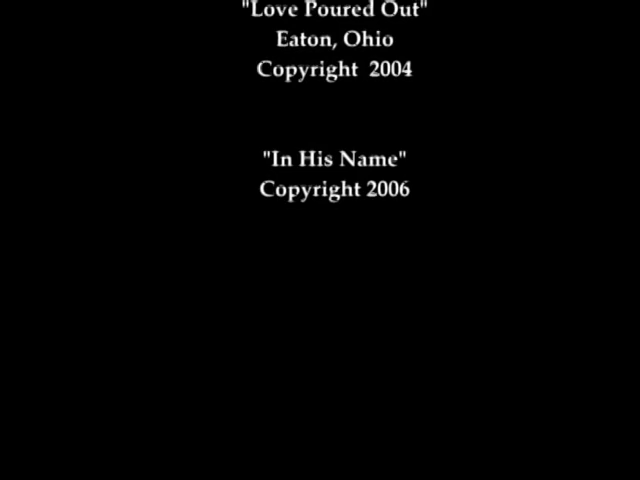 "Love Poured Out"
Eaton, Ohio
Copyright 2004
"In His Name"
Copyright 2006